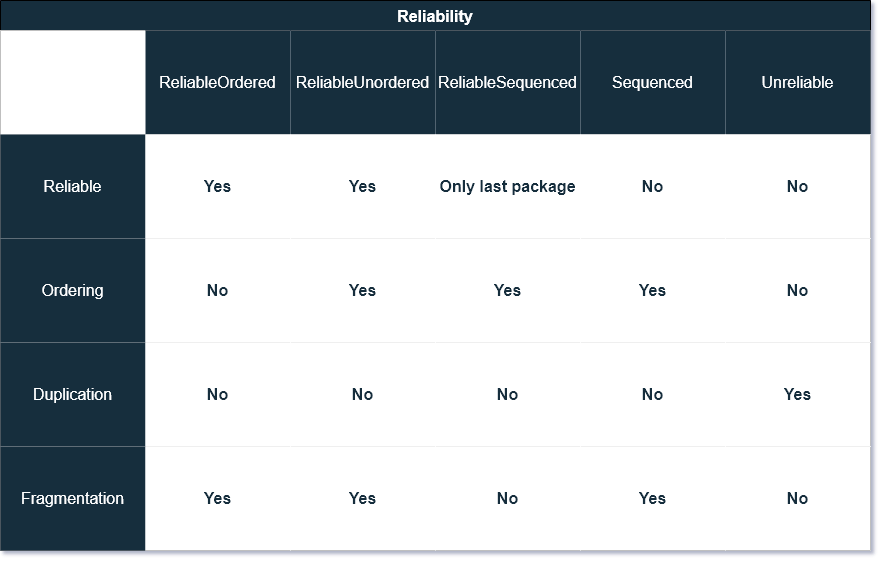 Reliability
ReliableOrdered ReliableUnordered ReliableSequenced Sequenced Unreliable
Reliable Yes Yes Only last package No No
Ordering No Yes Yes Yes No
Duplication No No No No Yes
Fragmentation Yes Yes No Yes No